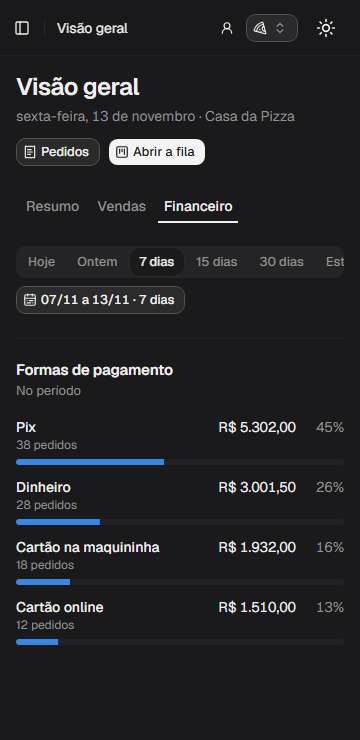 Visão geral
Visão geral
sexta-feira, 13 de novembro · Casa da Pizza
Pedidos
Abrir a fila
Resumo Vendas Financeiro
Hoje Ontem 7 dias 15 dias 30 dias Est
07/11 a 13/11 · 7 dias
Formas de pagamento
No período
Pix R$ 5.302,00 45%
38 pedidos
Dinheiro R$ 3.001,50 26%
28 pedidos
Cartão na maquininha R$ 1.932,00 16%
18 pedidos
Cartão online R$ 1.510,00 13%
12 pedidos